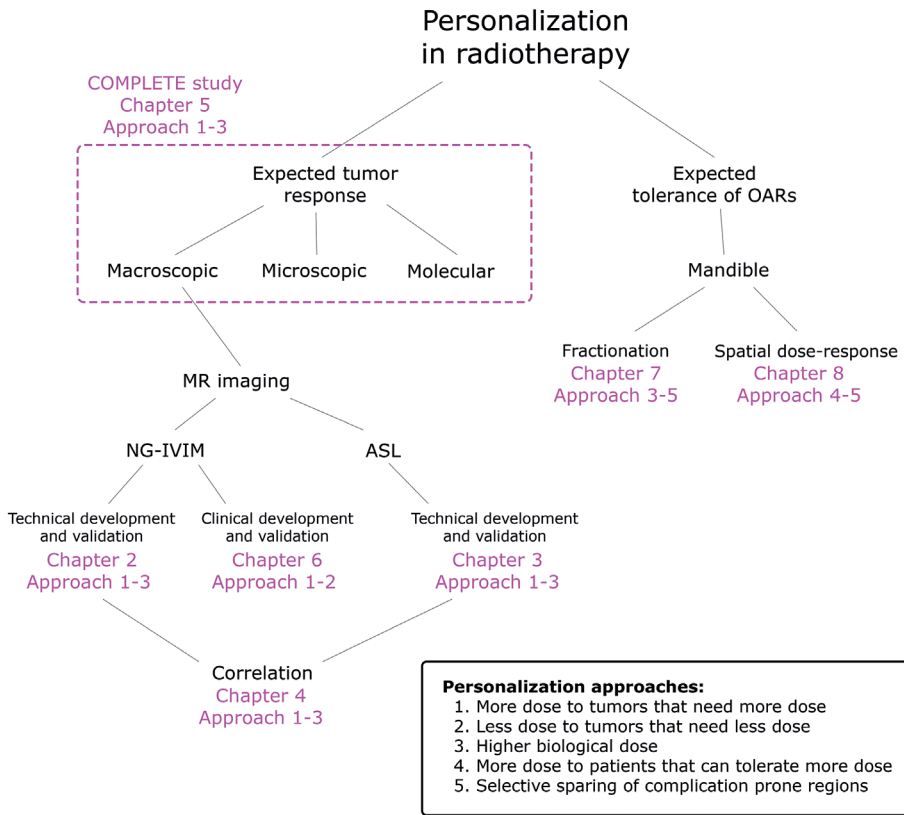 Personalization
in radiotherapy
COMPLETE study
Chapter 5
Approach 1-3
Expected tumor
response
Macroscopic
Microscopic
Molecular
Expected
tolerance of OARs
Mandible
Fractionation
Chapter 7
Approach 3-5
Spatial dose-response
Chapter 8
Approach 4-5
MR imaging
NG-IVIM
ASL
Technical development
and validation
Chapter 2
Approach 1-3
Clinical development
and validation
Chapter 6
Approach 1-2
Technical development
and validation
Chapter 3
Approach 1-3
Correlation
Chapter 4
Approach 1-3
Personalization approaches:
1. More dose to tumors that need more dose
2. Less dose to tumors that need less dose
3. Higher biological dose
4. More dose to patients that can tolerate more dose
5. Selective sparing of complication prone regions